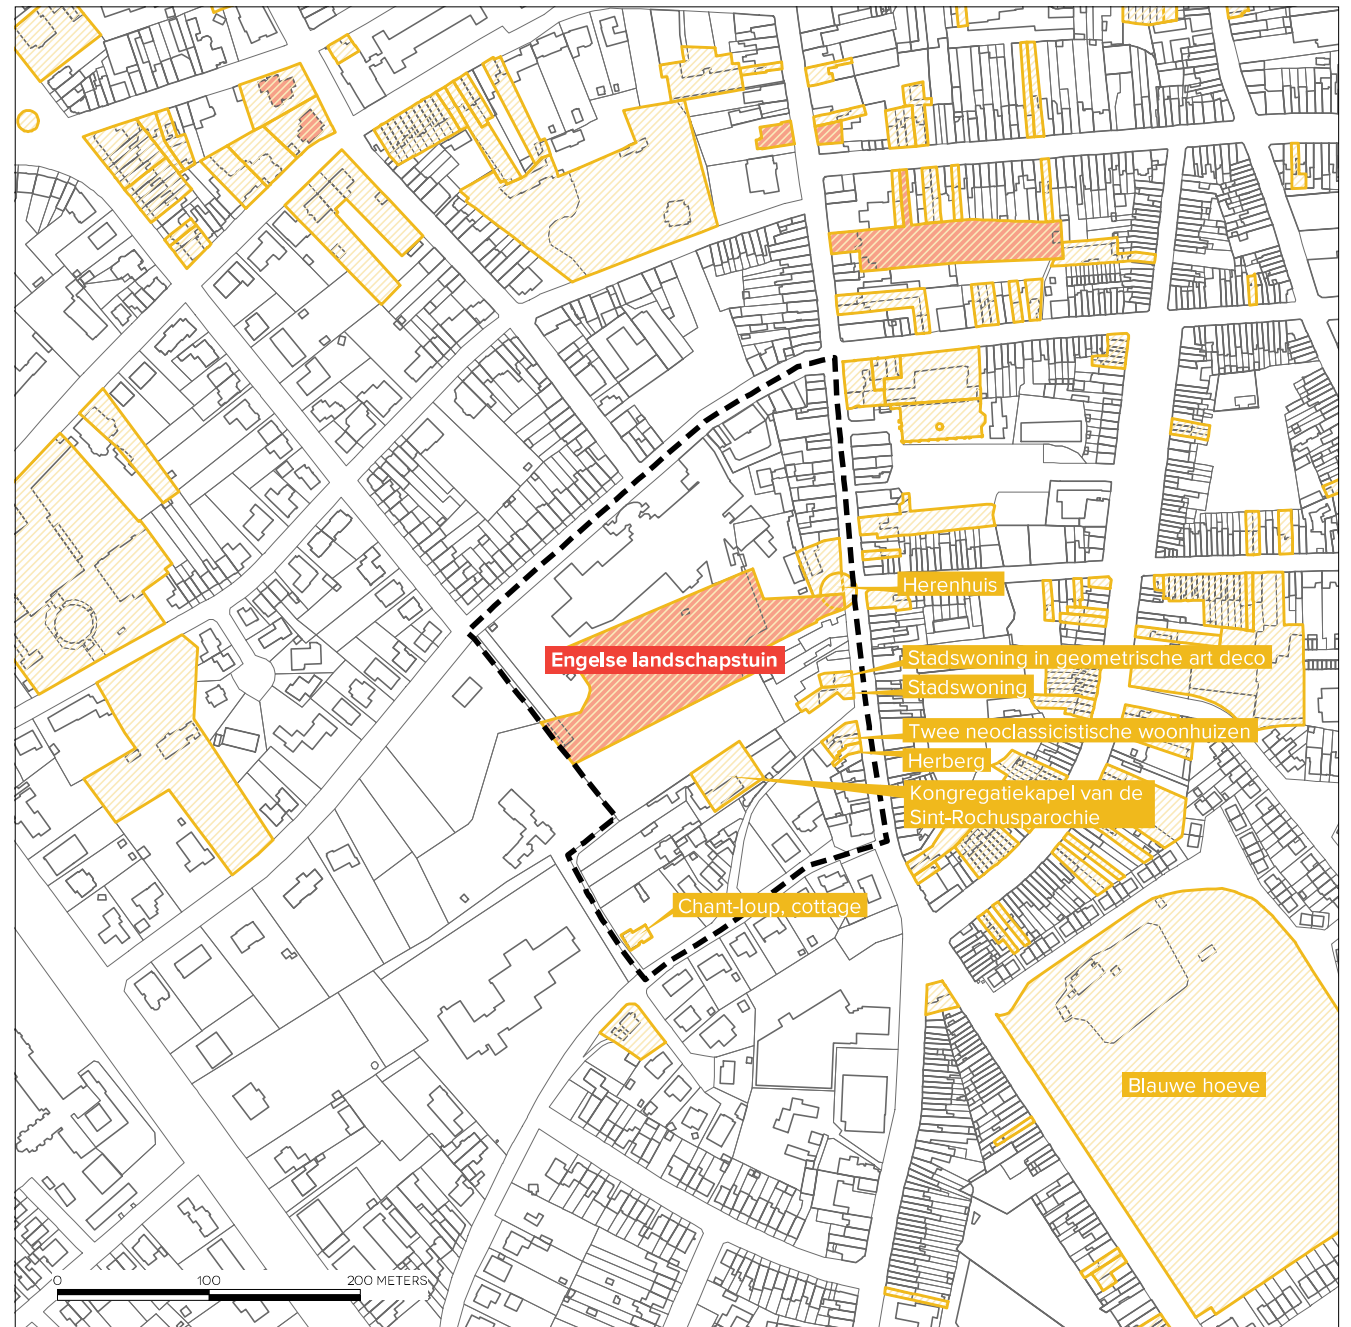 Herenhuis
Engelse landschapstuin
Stadswoning in geometrische art deco
Stadswoning
Twee neoclassicistische woonhuizen
Herberg
Kongregatiekapel van de
Sint-Rochusparochie
Chant-loup, cottage
Blauwe hoeve
0 100 200 METERS